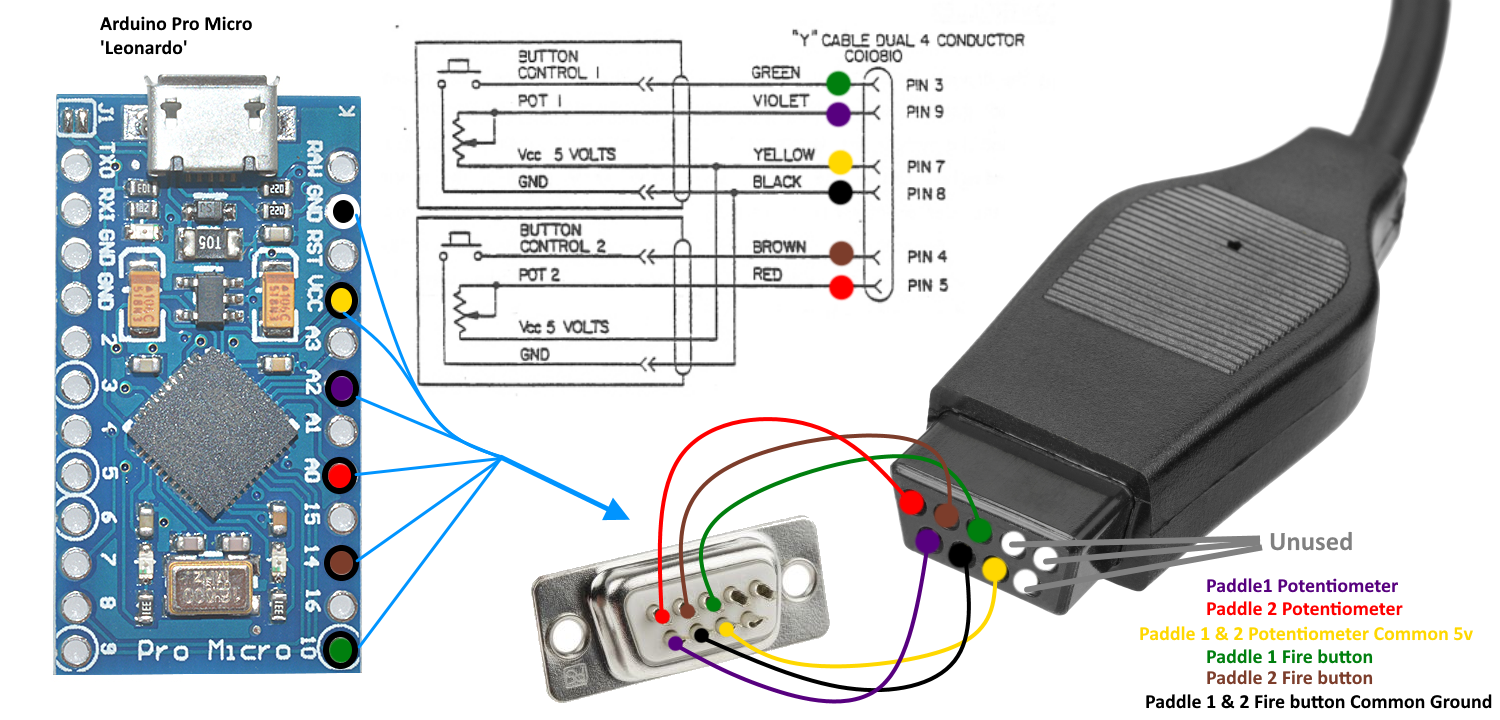 Arduino Pro Micro
'Leonardo'
J1
K
TXO
RXI
GND
GND
2
3
4
5
6
7
8
9
RAW
GND
RST
VCC
A3
A2
A1
A0
15
14
16
10
Pro Micro
220
220
T05
"Y" CABLE DUAL 4 CONDUCTOR
CO10810
BUTTON
CONTROL 1
GREEN
PIN 3
POT 1
VIOLET
PIN 9
Vcc 5 VOLTS
YELLOW
PIN 7
GND
BLACK
PIN 8
BUTTON
CONTROL 2
BROWN
PIN 4
POT 2
RED
PIN 5
Vcc 5 VOLTS
GND
Unused
Paddle1 Potentiometer
Paddle 2 Potentiometer
Paddle 1 & 2 Potentiometer Common 5v
Paddle 1 Fire button
Paddle 2 Fire button
Paddle 1 & 2 Fire button Common Ground